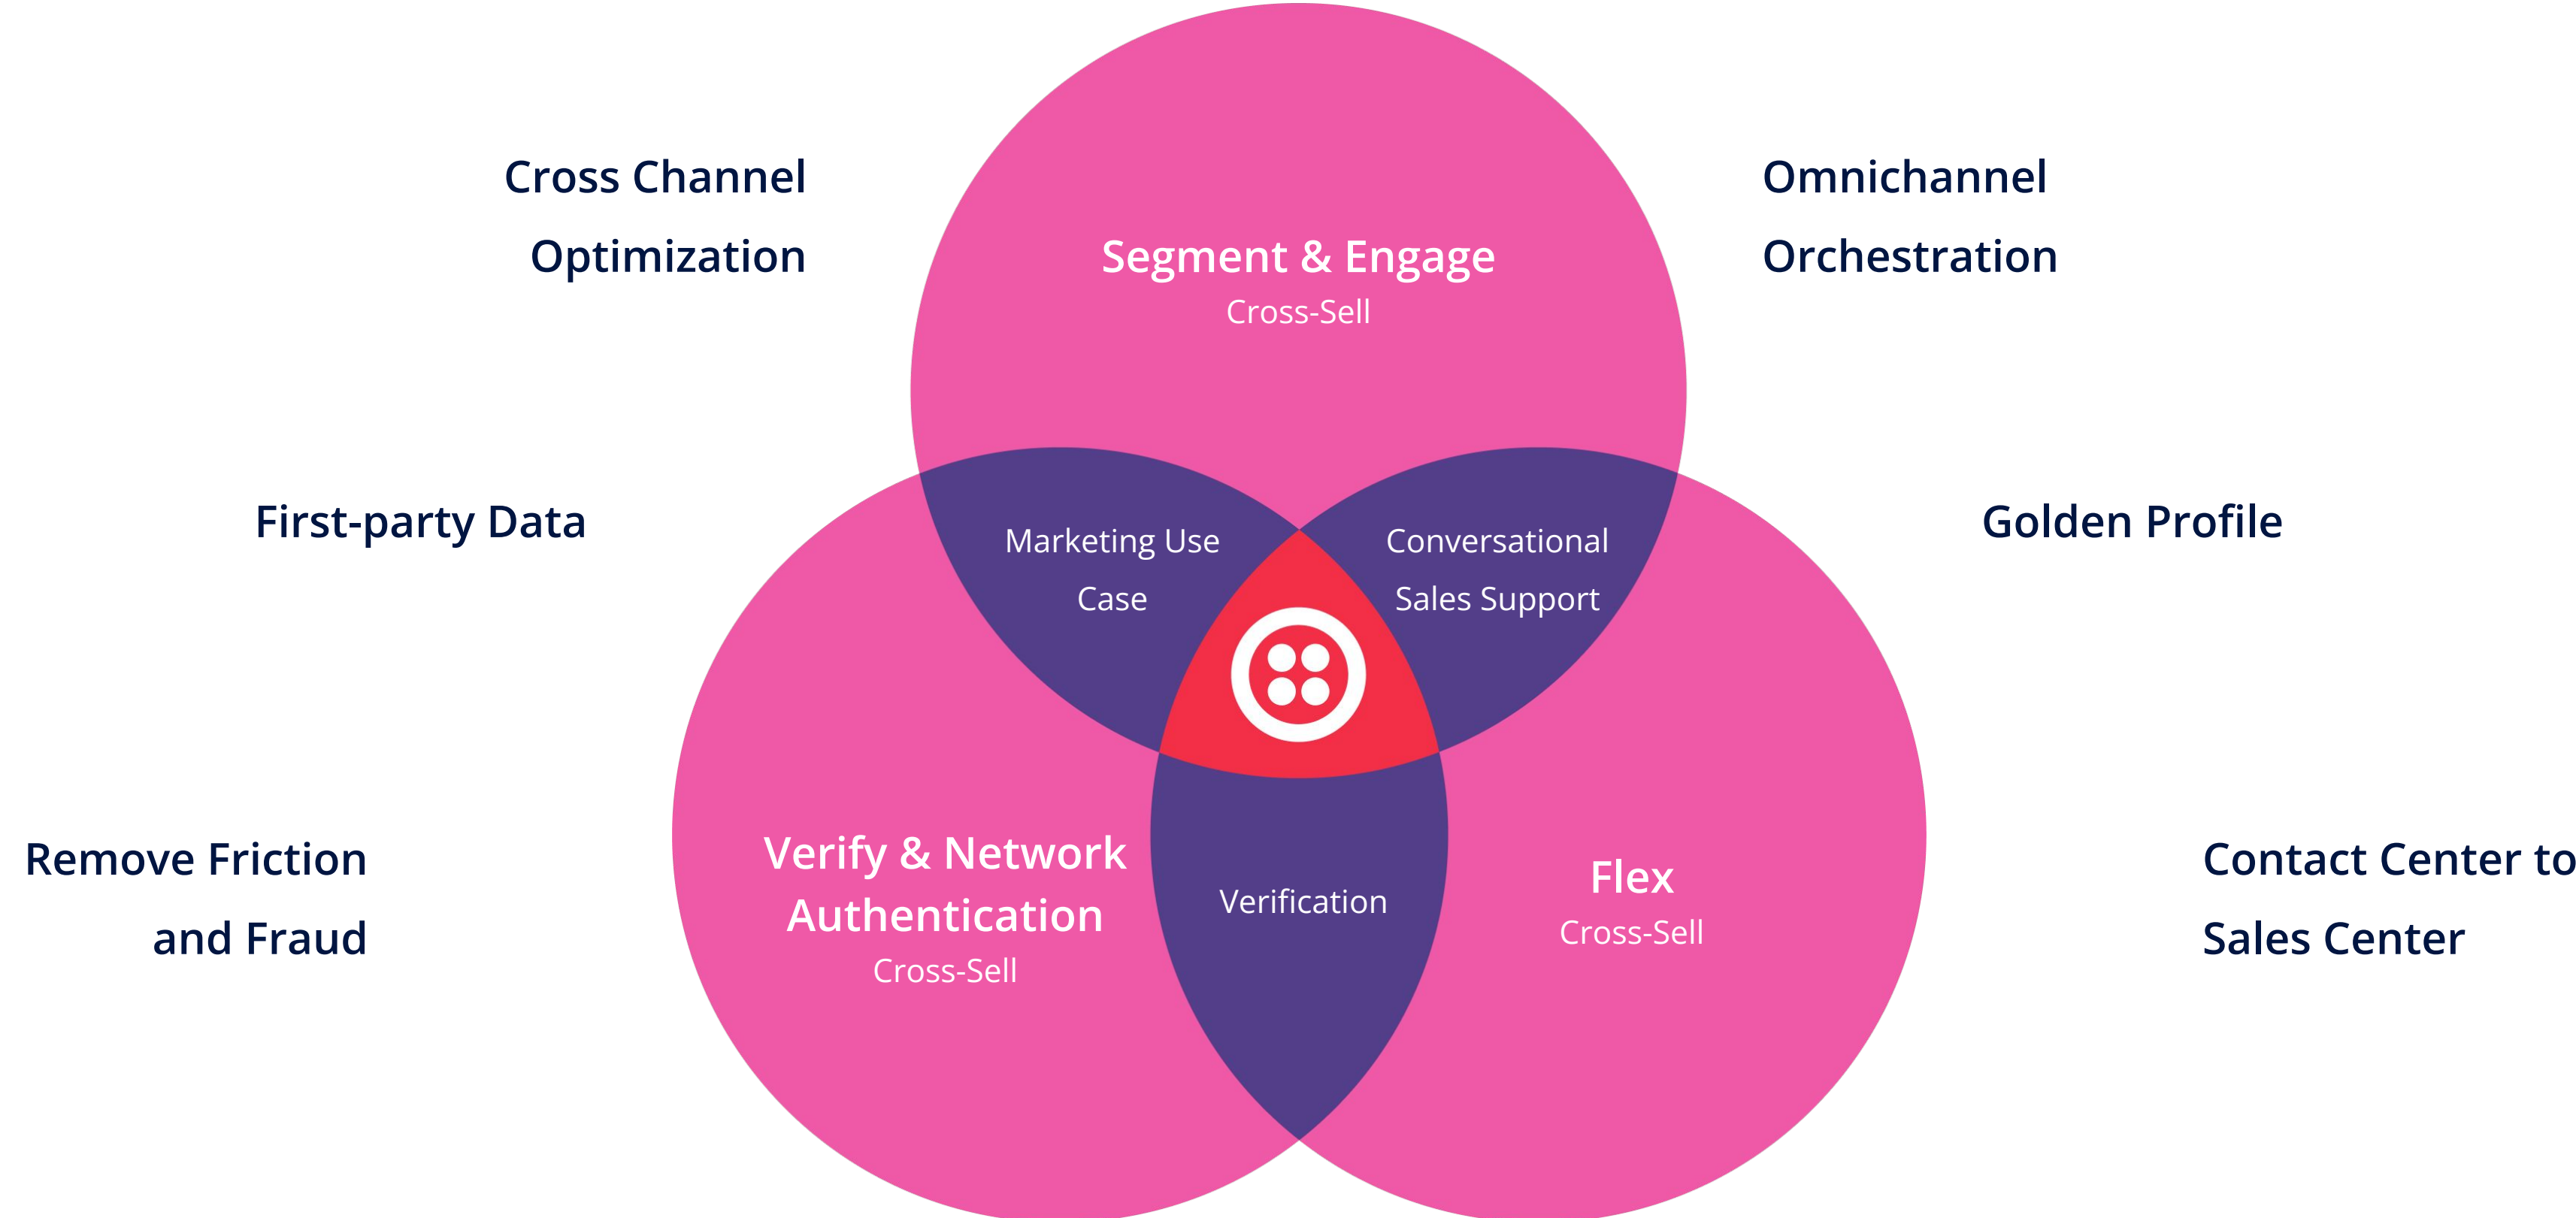 Cross Channel
Optimization
Omnichannel
Orchestration
Segment & Engage
Cross-Sell
First-party Data
Golden Profile
Marketing Use
Case
Conversational
Sales Support
Remove Friction
and Fraud
Verify & Network
Authentication
Cross-Sell
Verification
Flex
Cross-Sell
Contact Center to
Sales Center